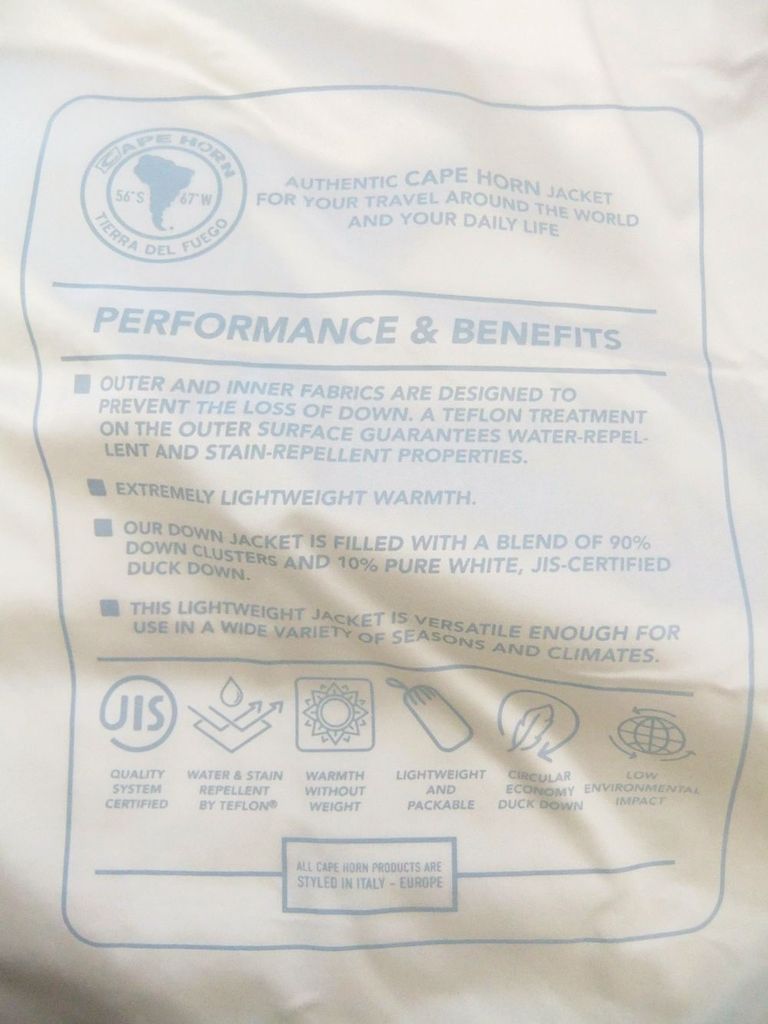 CAPE HORN
56°S 67°W
TIERRA DEL FUEGO
AUTHENTIC CAPE HORN JACKET
FOR YOUR TRAVEL AROUND THE WORLD
AND YOUR DAILY LIFE
PERFORMANCE & BENEFITS
■ OUTER AND INNER FABRICS ARE DESIGNED TO
PREVENT THE LOSS OF DOWN. A TEFLON TREATMENT
ON THE OUTER SURFACE GUARANTEES WATER-REPEL-
LENT AND STAIN-REPELLENT PROPERTIES.
■ EXTREMELY LIGHTWEIGHT WARMTH.
■ OUR DOWN JACKET IS FILLED WITH A BLEND OF 90%
DOWN CLUSTERS AND 10% PURE WHITE, JIS-CERTIFIED
DUCK DOWN.
■ THIS LIGHTWEIGHT JACKET IS VERSATILE ENOUGH FOR
USE IN A WIDE VARIETY OF SEASONS AND CLIMATES.
JIS
QUALITY
SYSTEM
CERTIFIED
WATER & STAIN
REPELLENT
BY TEFLON®
WARMTH
WITHOUT
WEIGHT
LIGHTWEIGHT
AND
PACKABLE
CIRCULAR
ECONOMY
DUCK DOWN
LOW
ENVIRONMENTAL
IMPACT
ALL CAPE HORN PRODUCTS ARE
STYLED IN ITALY - EUROPE